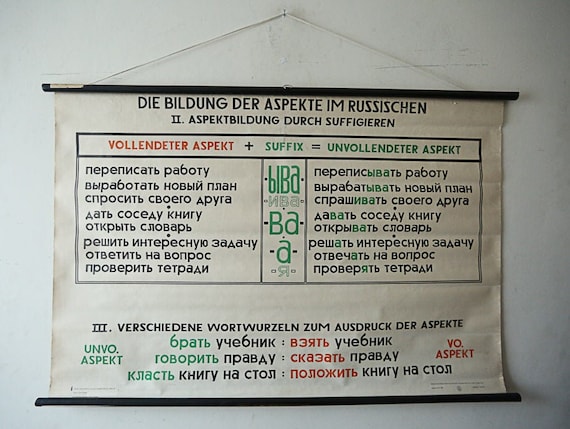 DIE BILDUNG DER ASPEKTE IM RUSSISCHEN
II. ASPEKTBILDUNG DURCH SUFFIGIEREN
VOLLENDETER ASPEKT + SUFFIX = UNVOLLENDETER ASPEKT
переписать работу
выработать новый план
спросить своего друга
дать соседу книгу
открыть словарь
решить интересную задачу
ответить на вопрос
проверить тетради
-ыва-
-ива-
-ва-
-а-
-я-
переписывать работу
вырабатывать новый план
спрашивать своего друга
давать соседу книгу
открывать словарь
решать интересную задачу
отвечать на вопрос
проверять тетради
III. VERSCHIEDENE WORTWURZELN ZUM AUSDRUCK DER ASPEKTE
UNVO. ASPEKT
брать учебник : взять учебник
говорить правду : сказать правду
класть книгу на стол : положить книгу на стол
VO. ASPEKT